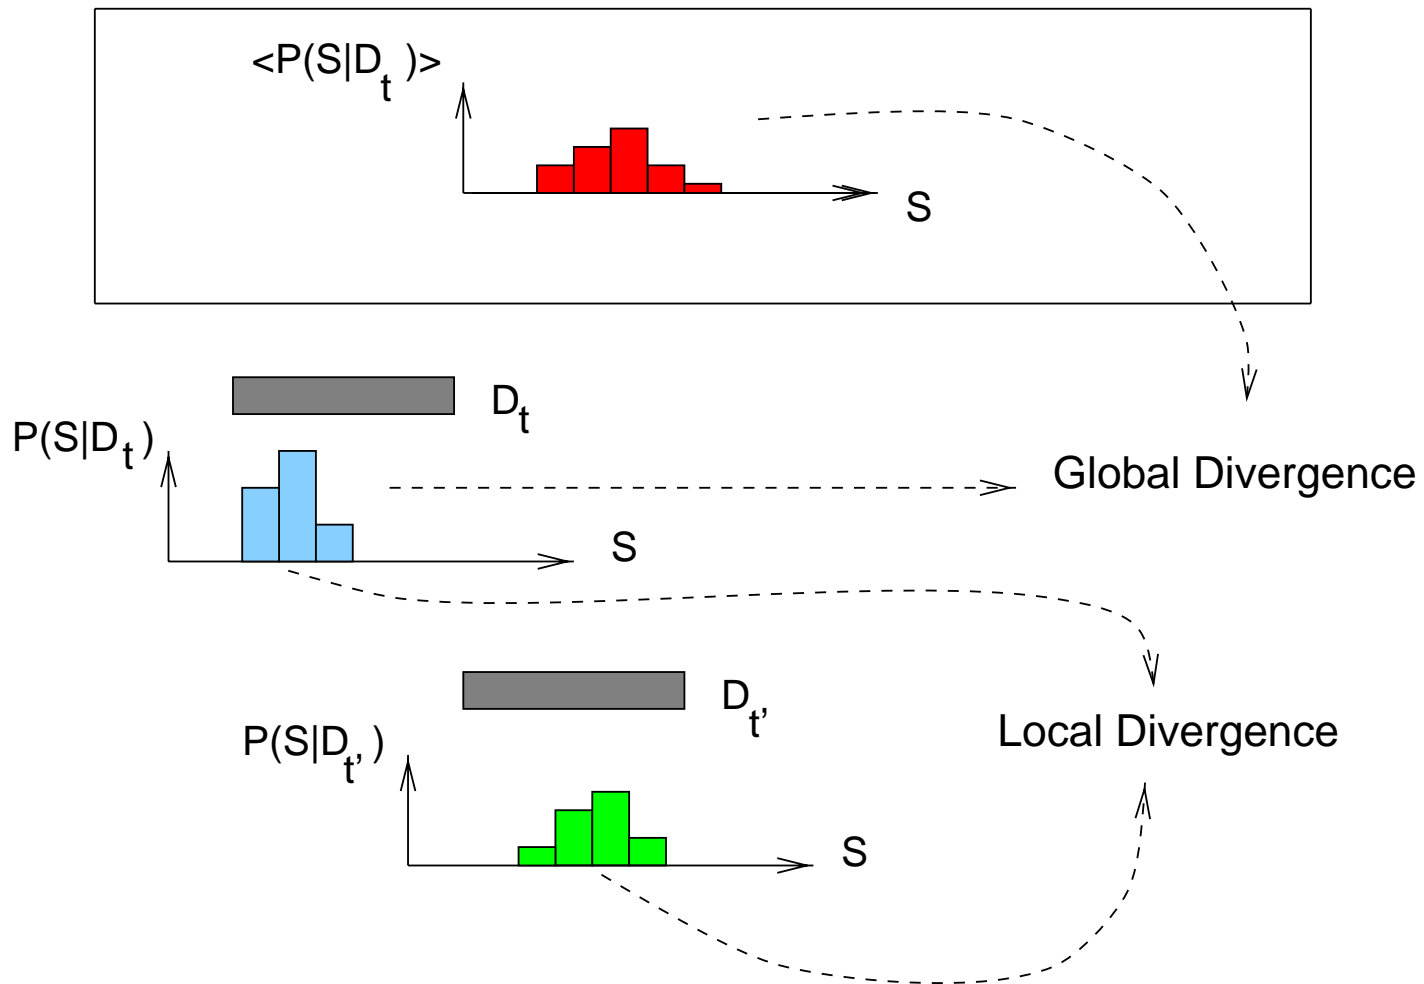 <P(S|D_t)>
S
D_t
P(S|D_t)
Global Divergence
S
D_t'
P(S|D_t')
Local Divergence
S